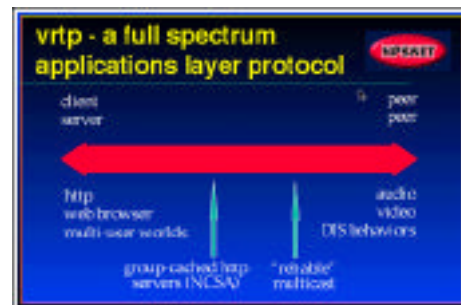 vrtp - a full spectrum
applications layer protocol
NPSNET
client
server
peer
peer
http
web browser
multi-user worlds
audio
video
DIS behaviors
group-cached http
servers (NCSA)
"reliable"
multicast